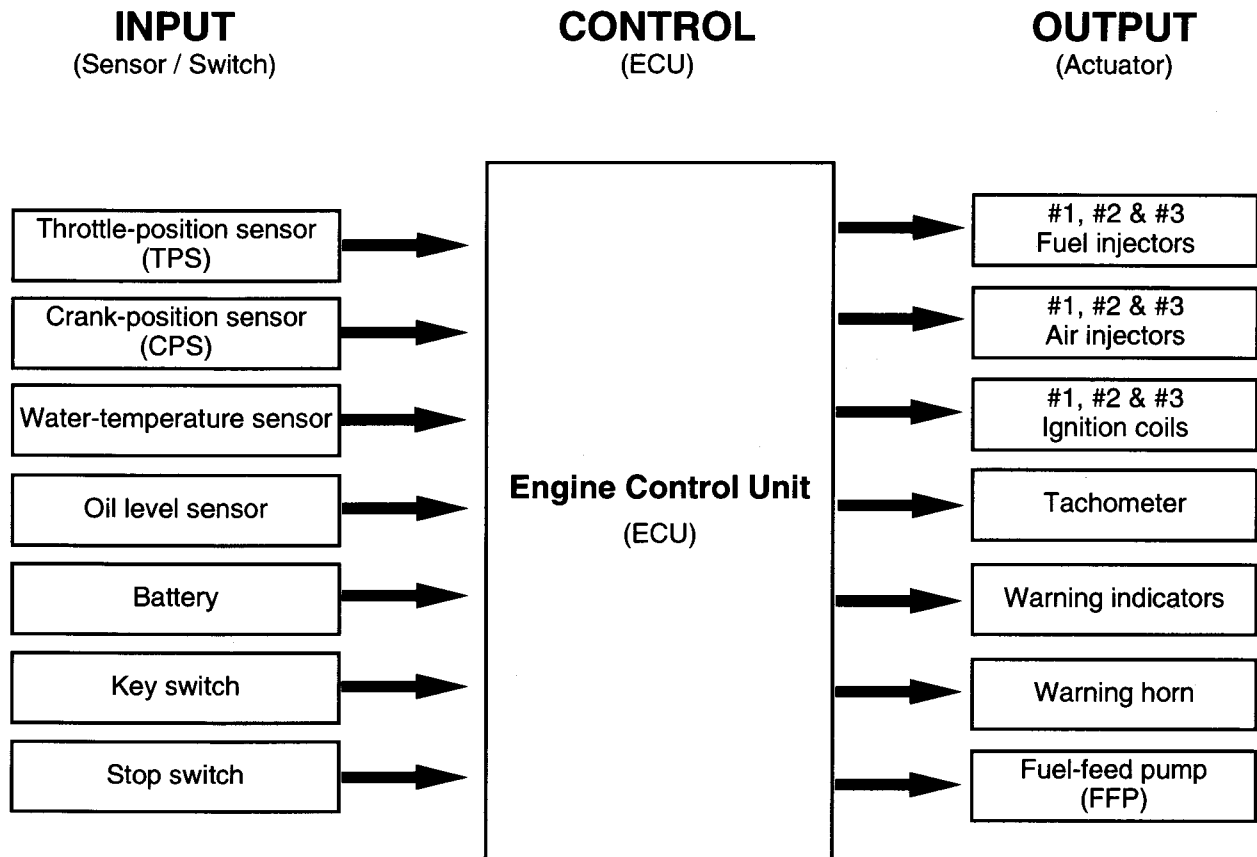 INPUT
(Sensor / Switch)
CONTROL
(ECU)
OUTPUT
(Actuator)
Throttle-position sensor
(TPS)
Crank-position sensor
(CPS)
Water-temperature sensor
Oil level sensor
Battery
Key switch
Stop switch
Engine Control Unit
(ECU)
#1, #2 & #3
Fuel injectors
#1, #2 & #3
Air injectors
#1, #2 & #3
Ignition coils
Tachometer
Warning indicators
Warning horn
Fuel-feed pump
(FFP)